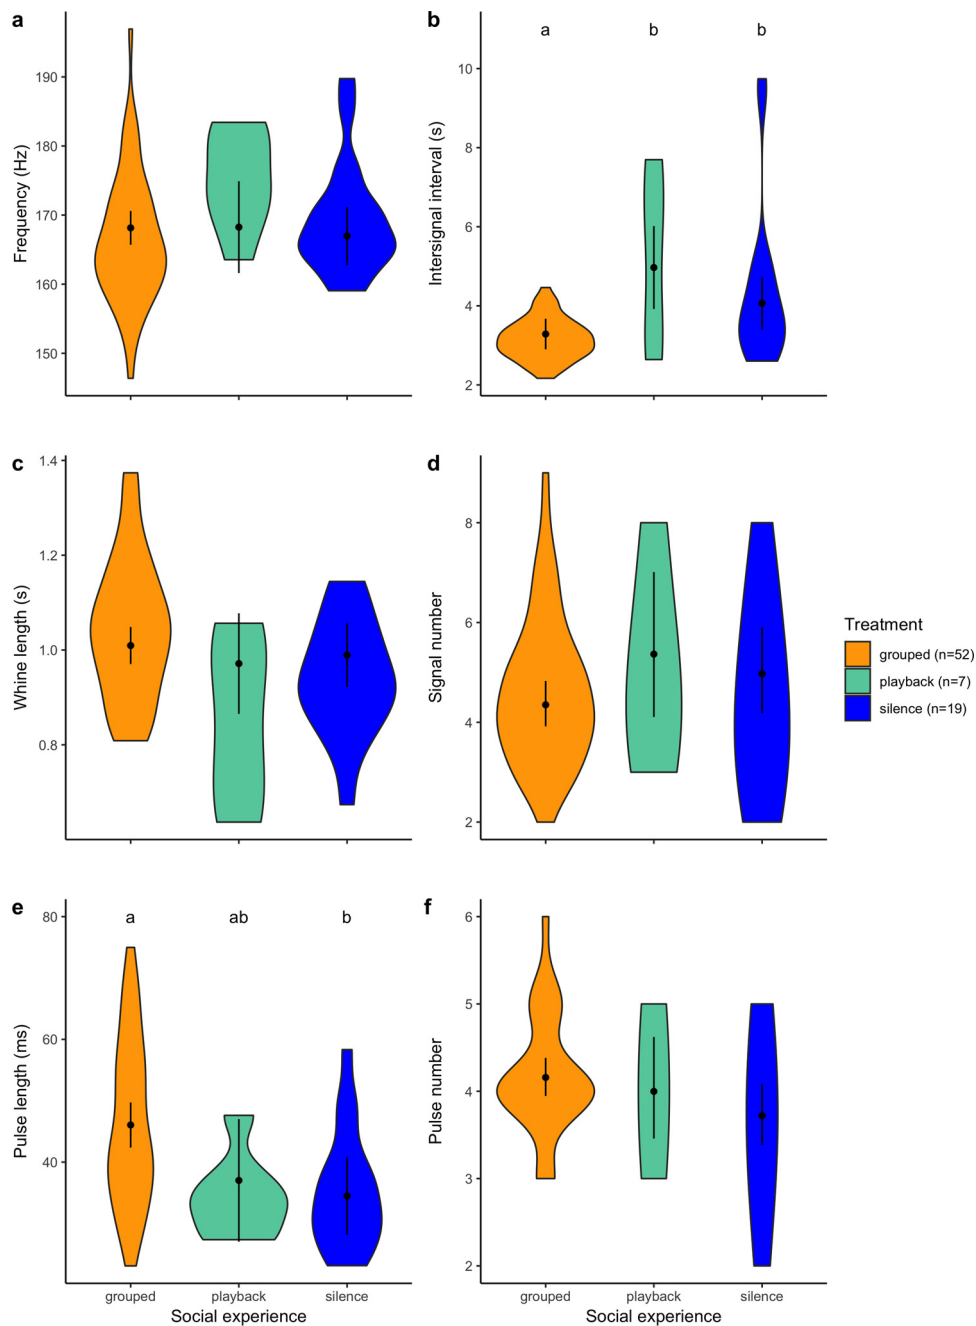 a
Frequency (Hz)
190
180
170
160
150
b
a b b
Intersignal interval (s)
10
8
6
4
2
c
Whine length (s)
1.4
1.2
1.0
0.8
d
Signal number
8
6
4
2
Treatment
grouped (n=52)
playback (n=7)
silence (n=19)
e
a ab b
Pulse length (ms)
80
60
40
grouped playback silence
Social experience
f
Pulse number
6
5
4
3
2
grouped playback silence
Social experience